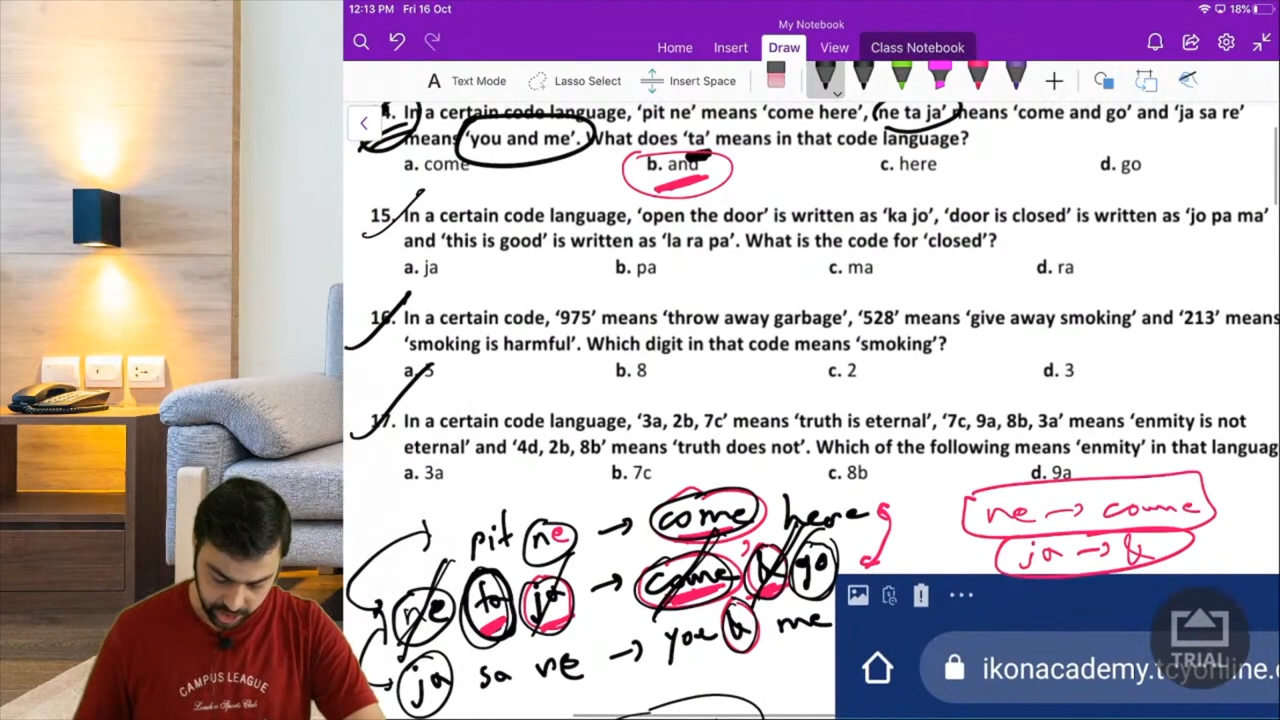 12:13 PM Fri 16 Oct
18%
My Notebook
Home Insert Draw View Class Notebook
Text Mode Lasso Select Insert Space
4. In a certain code language, ‘pit ne’ means ‘come here’, ‘ne ta ja’ means ‘come and go’ and ‘ja sa re’
means ‘you and me’. What does ‘ta’ means in that code language?
a. come b. and c. here d. go
15. In a certain code language, ‘open the door’ is written as ‘ka jo’, ‘door is closed’ is written as ‘jo pa ma’
and ‘this is good’ is written as ‘la ra pa’. What is the code for ‘closed’?
a. ja b. pa c. ma d. ra
16. In a certain code, ‘975’ means ‘throw away garbage’, ‘528’ means ‘give away smoking’ and ‘213’ means
‘smoking is harmful’. Which digit in that code means ‘smoking’?
a. 5 b. 8 c. 2 d. 3
17. In a certain code language, ‘3a, 2b, 7c’ means ‘truth is eternal’, ‘7c, 9a, 8b, 3a’ means ‘enmity is not
eternal’ and ‘4d, 2b, 8b’ means ‘truth does not’. Which of the following means ‘enmity’ in that languag
a. 3a b. 7c c. 8b d. 9a
pit ne → come here
ne → come
ne ta ja → come, & go
ja → &
ja sa re → you & me
TRIAL
ikonacademy.tcyonline.c
CAMPUS LEAGUE